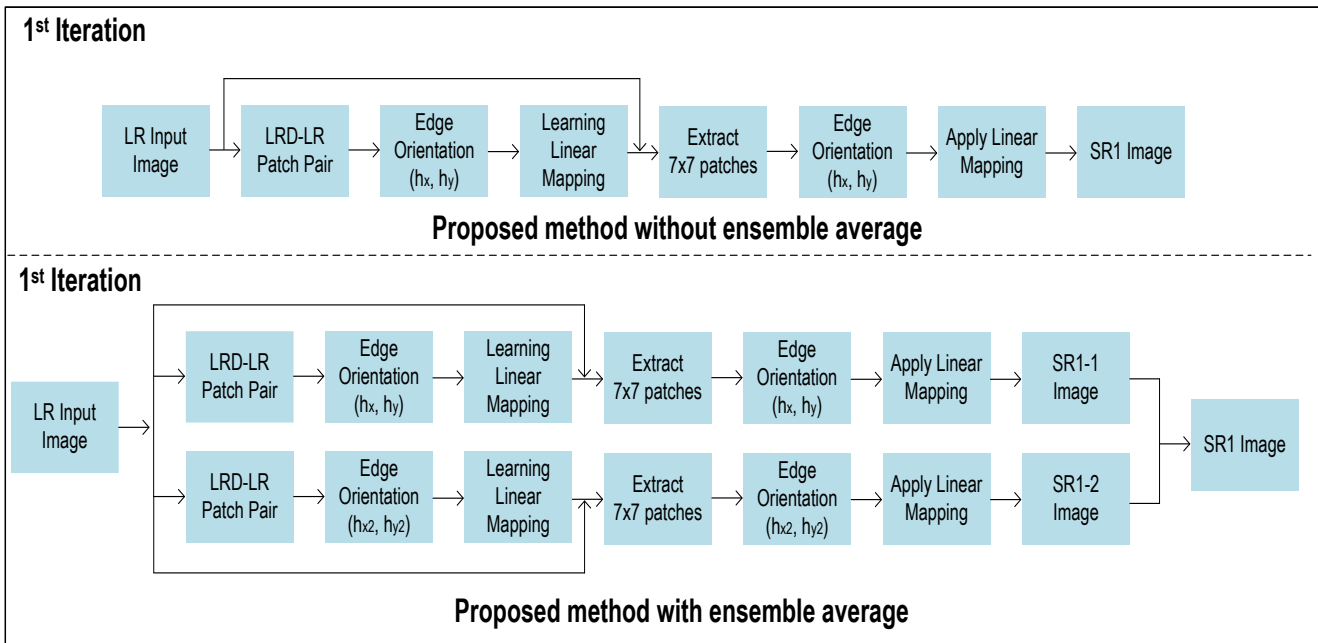 1st Iteration
LR Input
Image
LRD-LR
Patch Pair
Edge
Orientation
(hx, hy)
Learning
Linear
Mapping
Extract
7x7 patches
Edge
Orientation
(hx, hy)
Apply Linear
Mapping
SR1 Image
Proposed method without ensemble average
1st Iteration
LR Input
Image
LRD-LR
Patch Pair
Edge
Orientation
(hx, hy)
Learning
Linear
Mapping
Extract
7x7 patches
Edge
Orientation
(hx, hy)
Apply Linear
Mapping
SR1-1
Image
LRD-LR
Patch Pair
Edge
Orientation
(hx2, hy2)
Learning
Linear
Mapping
Extract
7x7 patches
Edge
Orientation
(hx2, hy2)
Apply Linear
Mapping
SR1-2
Image
SR1 Image
Proposed method with ensemble average